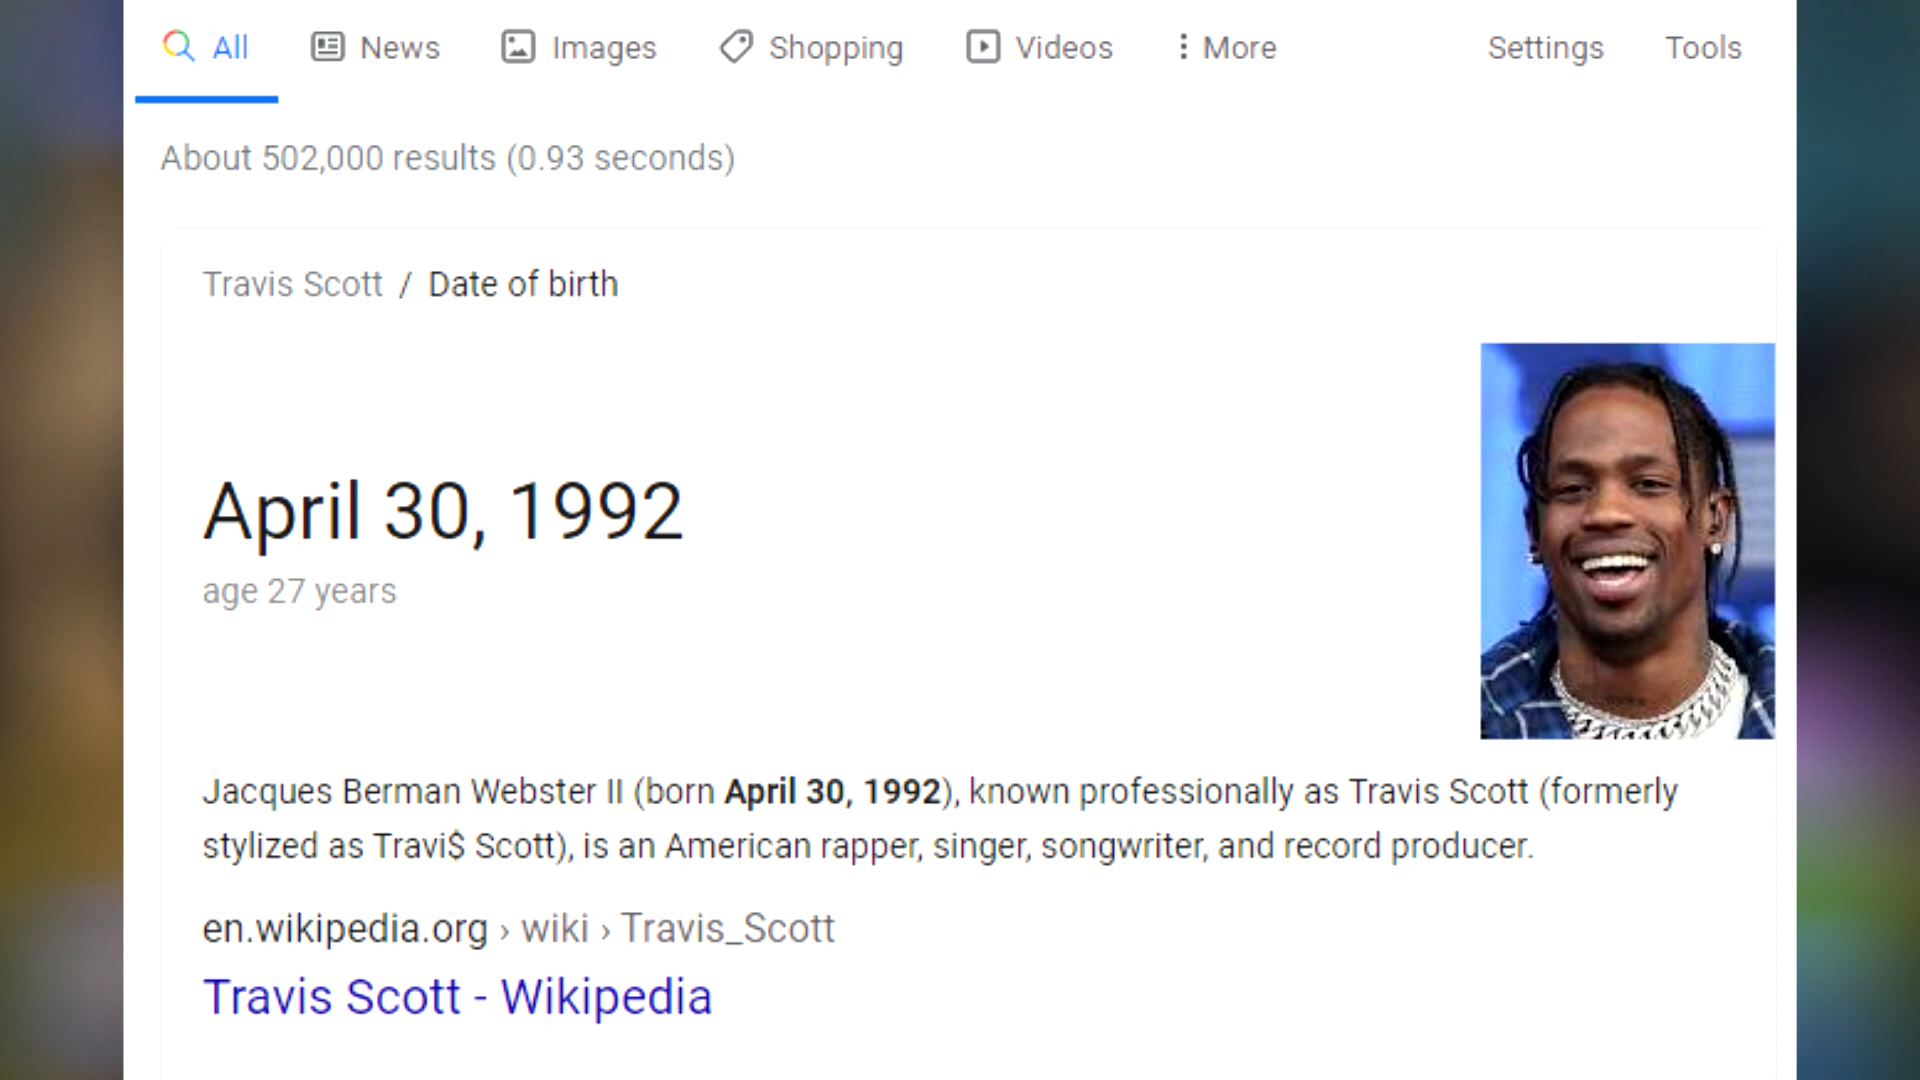 All News Images Shopping Videos More Settings Tools
About 502,000 results (0.93 seconds)
Travis Scott / Date of birth
April 30, 1992
age 27 years
Jacques Berman Webster II (born April 30, 1992), known professionally as Travis Scott (formerly
stylized as Travi$ Scott), is an American rapper, singer, songwriter, and record producer.
en.wikipedia.org › wiki › Travis_Scott
Travis Scott - Wikipedia